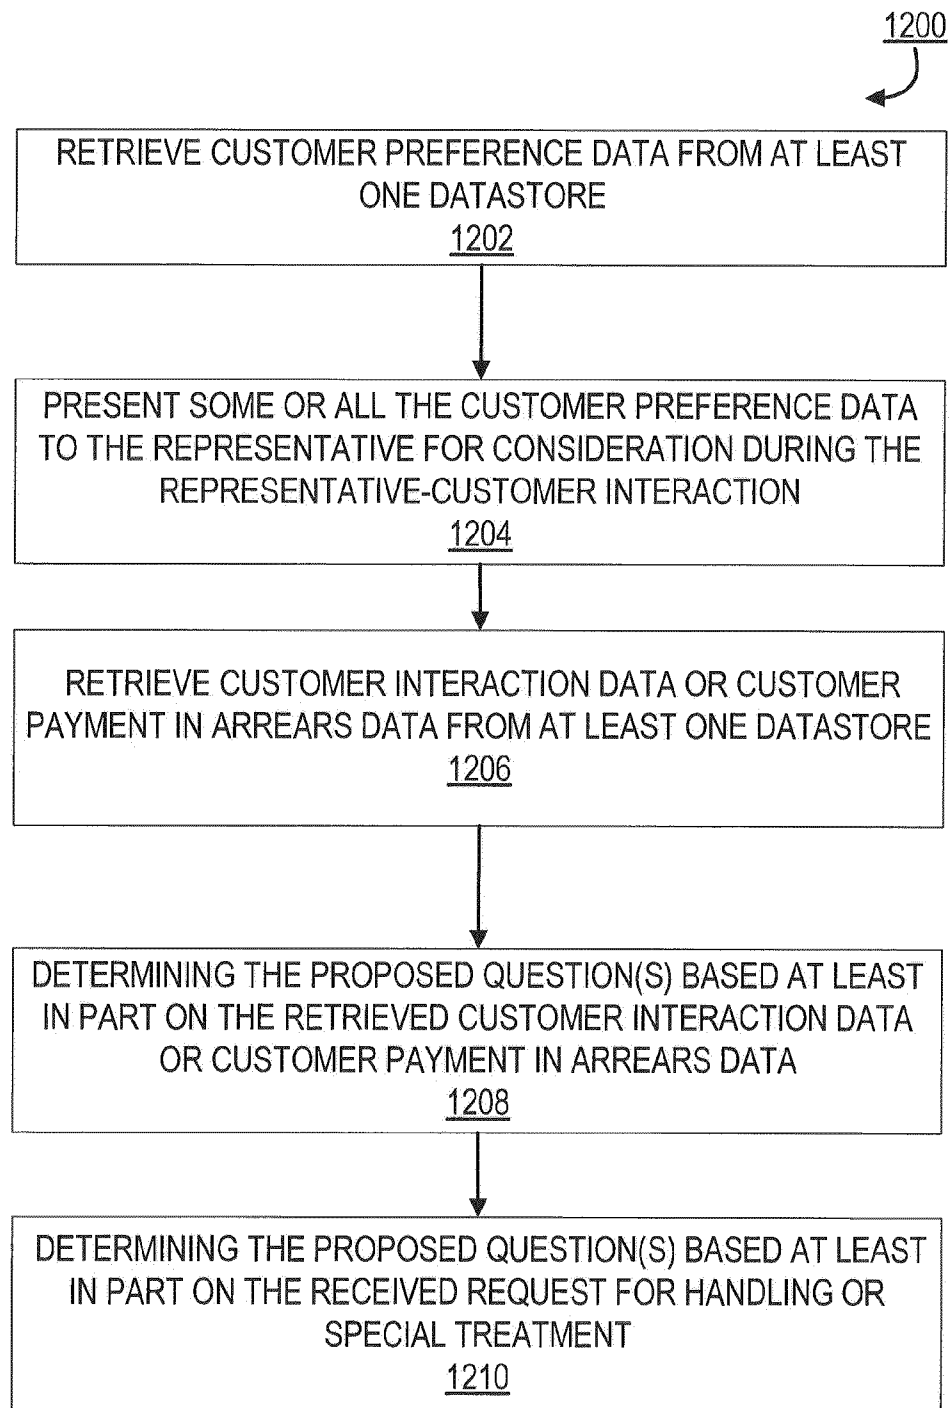 1200
RETRIEVE CUSTOMER PREFERENCE DATA FROM AT LEAST
ONE DATASTORE
1202
PRESENT SOME OR ALL THE CUSTOMER PREFERENCE DATA
TO THE REPRESENTATIVE FOR CONSIDERATION DURING THE
REPRESENTATIVE-CUSTOMER INTERACTION
1204
RETRIEVE CUSTOMER INTERACTION DATA OR CUSTOMER
PAYMENT IN ARREARS DATA FROM AT LEAST ONE DATASTORE
1206
DETERMINING THE PROPOSED QUESTION(S) BASED AT LEAST
IN PART ON THE RETRIEVED CUSTOMER INTERACTION DATA
OR CUSTOMER PAYMENT IN ARREARS DATA
1208
DETERMINING THE PROPOSED QUESTION(S) BASED AT LEAST
IN PART ON THE RECEIVED REQUEST FOR HANDLING OR
SPECIAL TREATMENT
1210